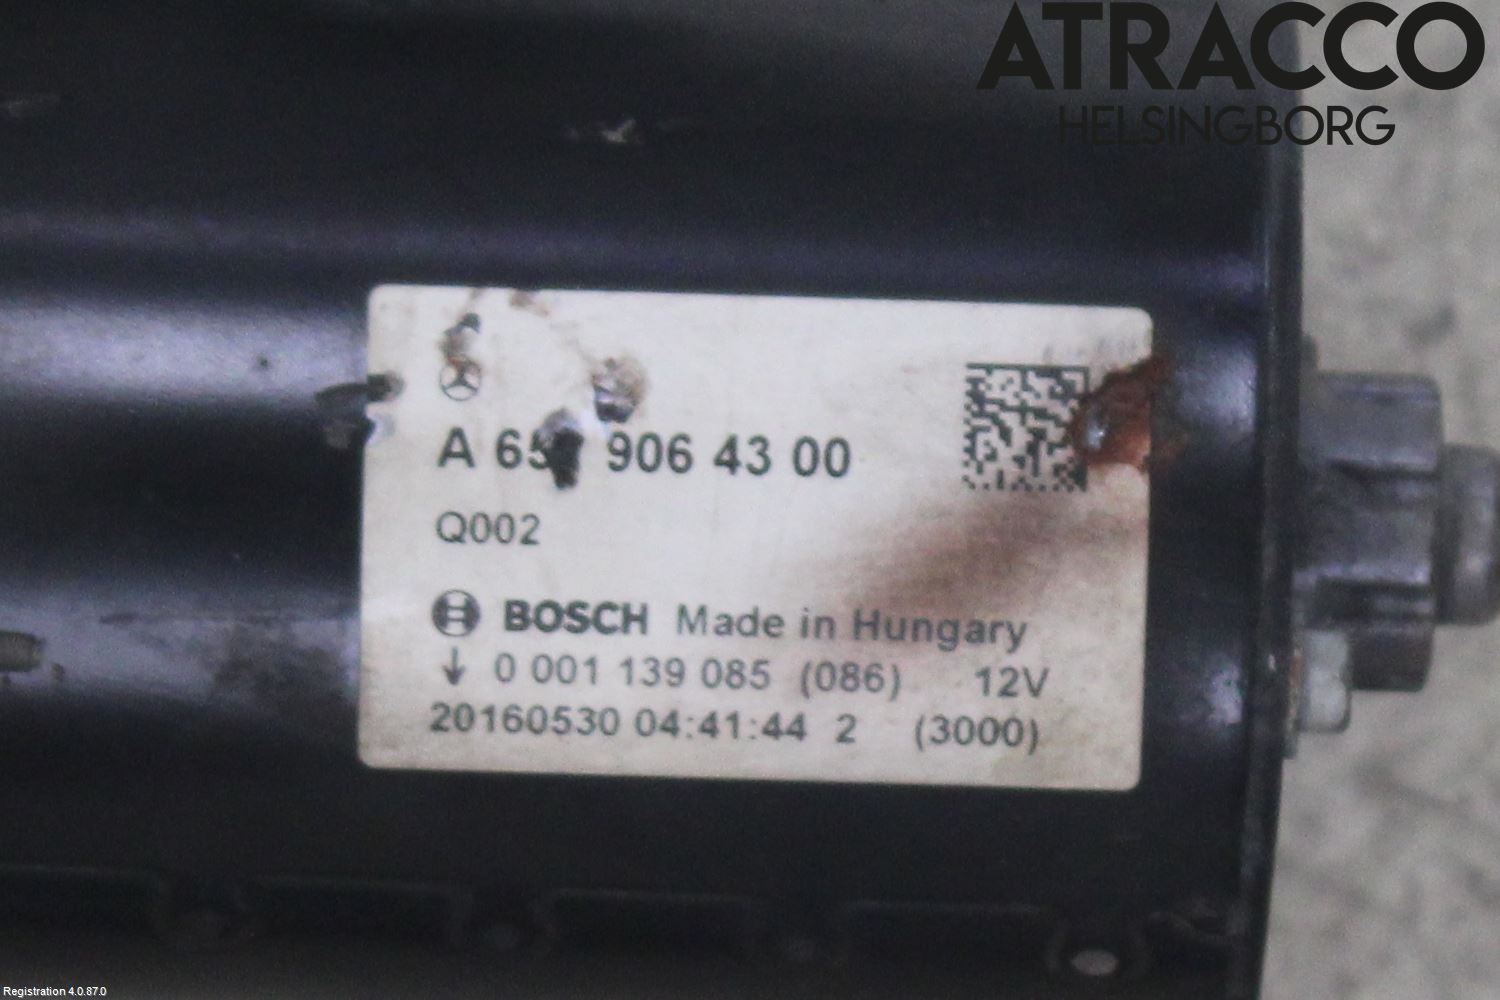 ATRACCO
HELSINGBORG
906 43 00
Q002
BOSCH Made in Hungary
↓ 0 001 139 085 (086) 12V
20160530 04:41:44 2 (3000)
Registration 4.0.87.0